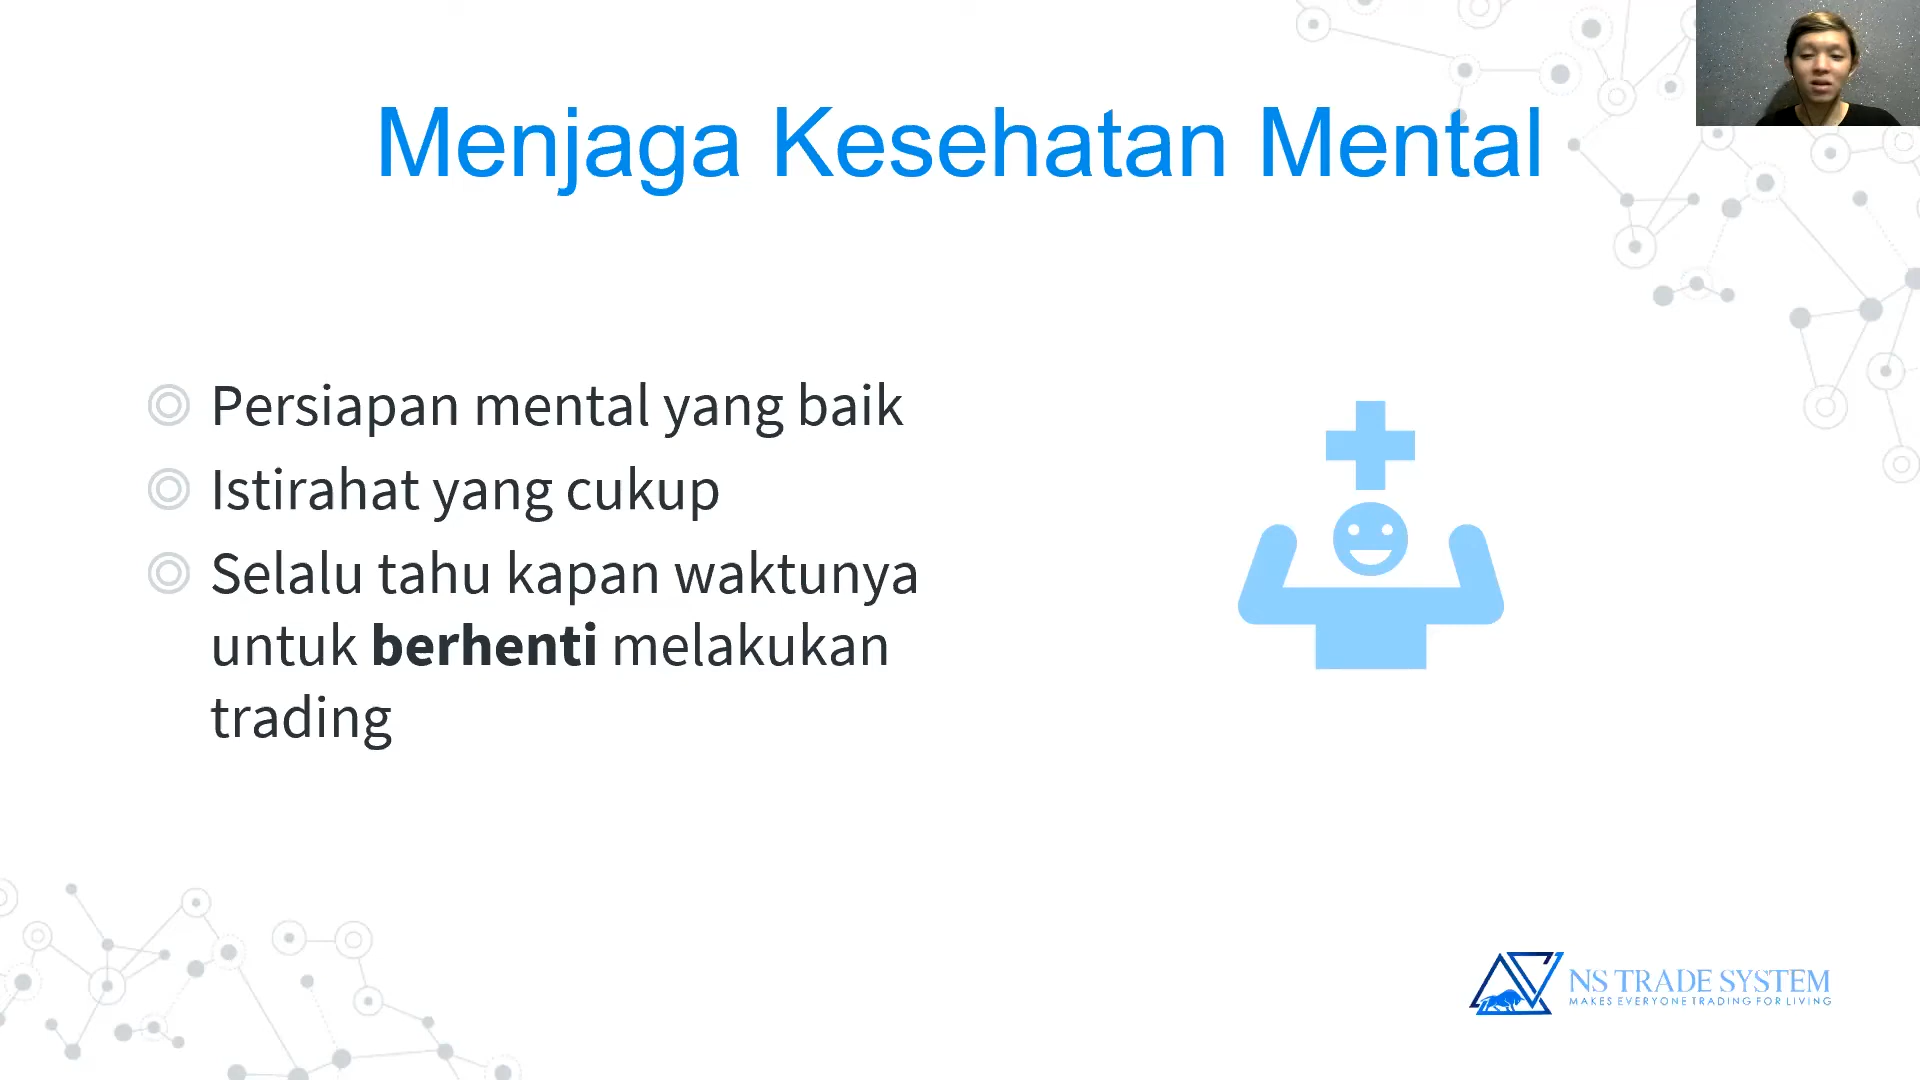 Menjaga Kesehatan Mental
Persiapan mental yang baik
Istirahat yang cukup
Selalu tahu kapan waktunya
untuk berhenti melakukan
trading
NS TRADE SYSTEM
MAKES EVERYONE TRADING FOR LIVING